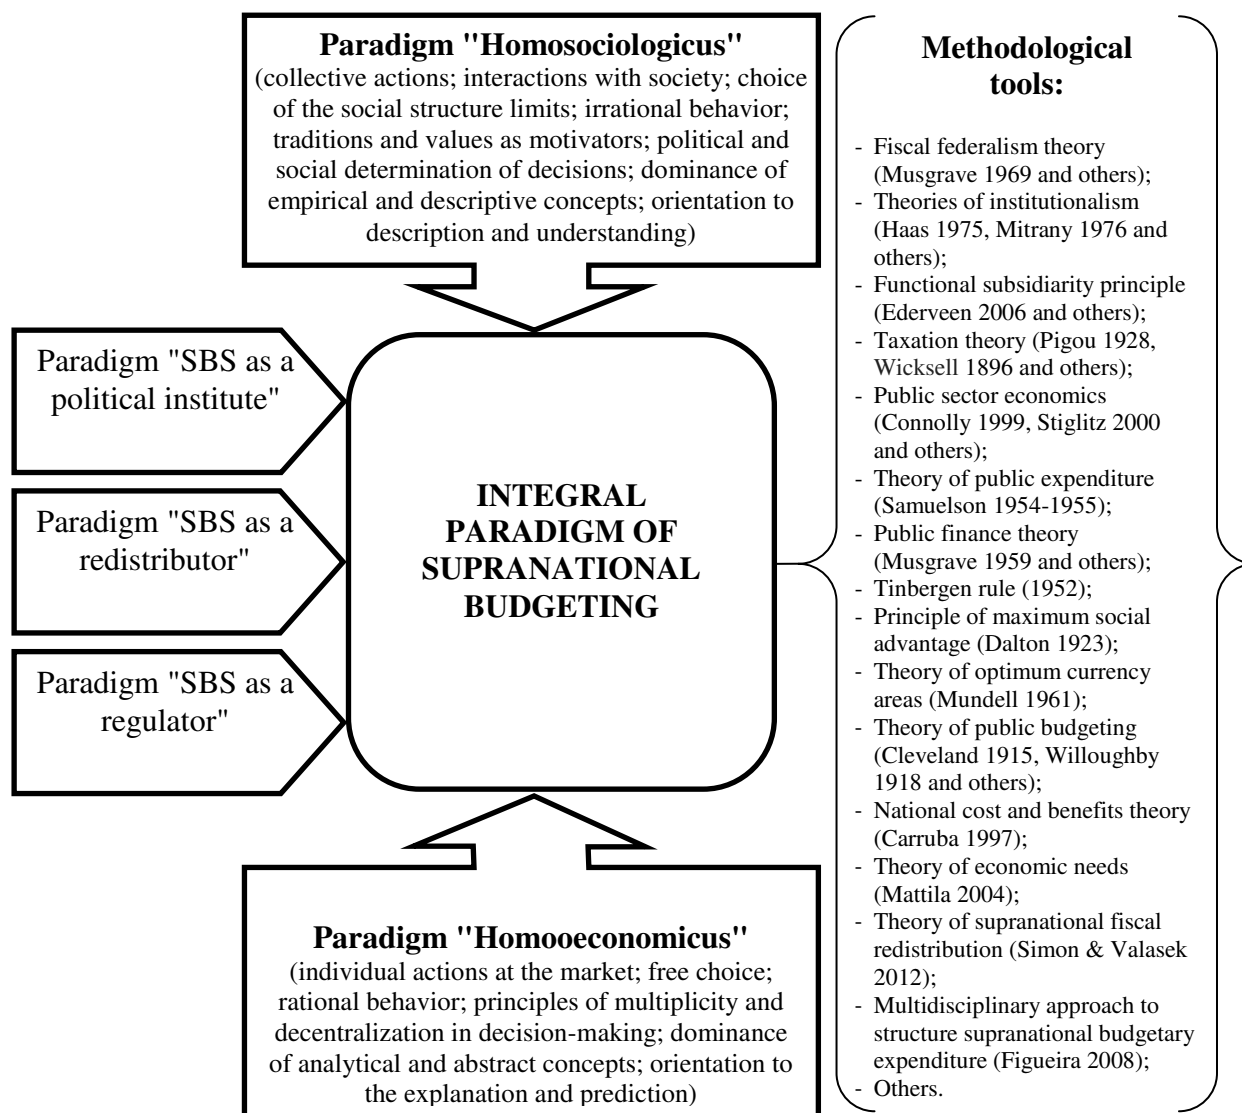 Paradigm "Homosociologicus"
(collective actions; interactions with society; choice
of the social structure limits; irrational behavior;
traditions and values as motivators; political and
social determination of decisions; dominance of
empirical and descriptive concepts; orientation to
description and understanding)
Paradigm "SBS as a
political institute"
Paradigm "SBS as a
redistributor"
Paradigm "SBS as a
regulator"
INTEGRAL
PARADIGM OF
SUPRANATIONAL
BUDGETING
Paradigm "Homooeconomicus"
(individual actions at the market; free choice;
rational behavior; principles of multiplicity and
decentralization in decision-making; dominance
of analytical and abstract concepts; orientation to
the explanation and prediction)
Methodological
tools:
- Fiscal federalism theory
(Musgrave 1969 and others);
- Theories of institutionalism
(Haas 1975, Mitrany 1976 and
others);
- Functional subsidiarity principle
(Ederveen 2006 and others);
- Taxation theory (Pigou 1928,
Wicksell 1896 and others);
- Public sector economics
(Connolly 1999, Stiglitz 2000
and others);
- Theory of public expenditure
(Samuelson 1954-1955);
- Public finance theory
(Musgrave 1959 and others);
- Tinbergen rule (1952);
- Principle of maximum social
advantage (Dalton 1923);
- Theory of optimum currency
areas (Mundell 1961);
- Theory of public budgeting
(Cleveland 1915, Willoughby
1918 and others);
- National cost and benefits theory
(Carruba 1997);
- Theory of economic needs
(Mattila 2004);
- Theory of supranational fiscal
redistribution (Simon & Valasek
2012);
- Multidisciplinary approach to
structure supranational budgetary
expenditure (Figueira 2008);
- Others.